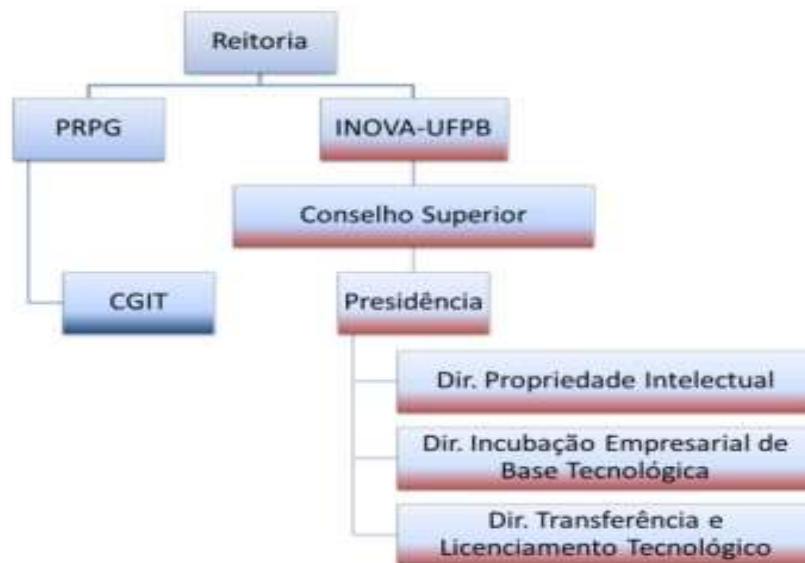 Reitoria
PRPG
INOVA-UFPB
Conselho Superior
CGIT
Presidência
Dir. Propriedade Intelectual
Dir. Incubação Empresarial de
Base Tecnológica
Dir. Transferência e
Licenciamento Tecnológico